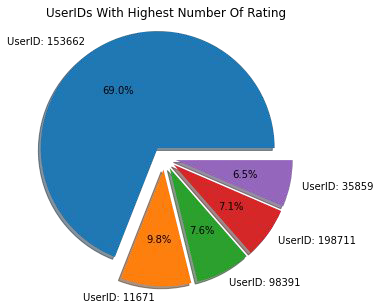 UserIDs With Highest Number Of Rating
UserID: 153662
69.0%
6.5%
UserID: 35859
7.1%
UserID: 198711
7.6%
UserID: 98391
9.8%
UserID: 11671